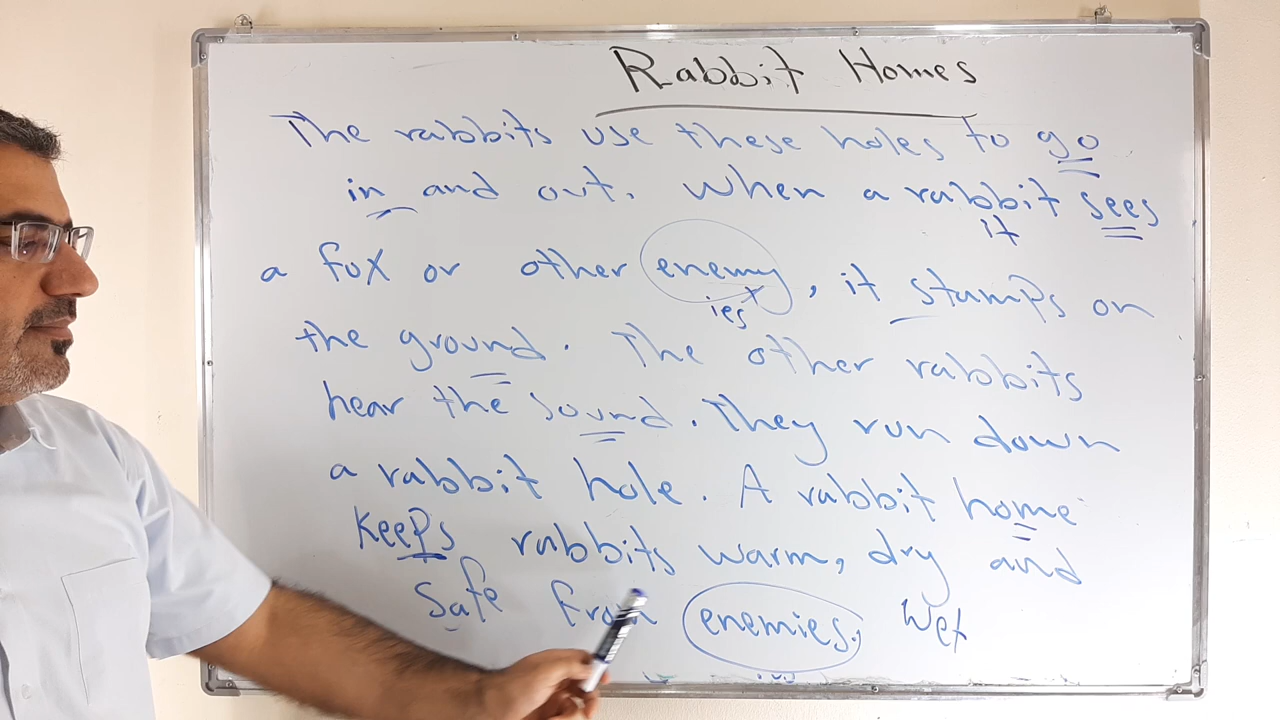 Rabbit Homes
The rabbits use these holes to go
in and out. When a rabbit sees
it
a fox or other enemy, it stamps on
ies
the ground. The other rabbits
hear the sound. They run down
a rabbit hole. A rabbit home
keeps rabbits warm, dry and
safe from enemies. Wet